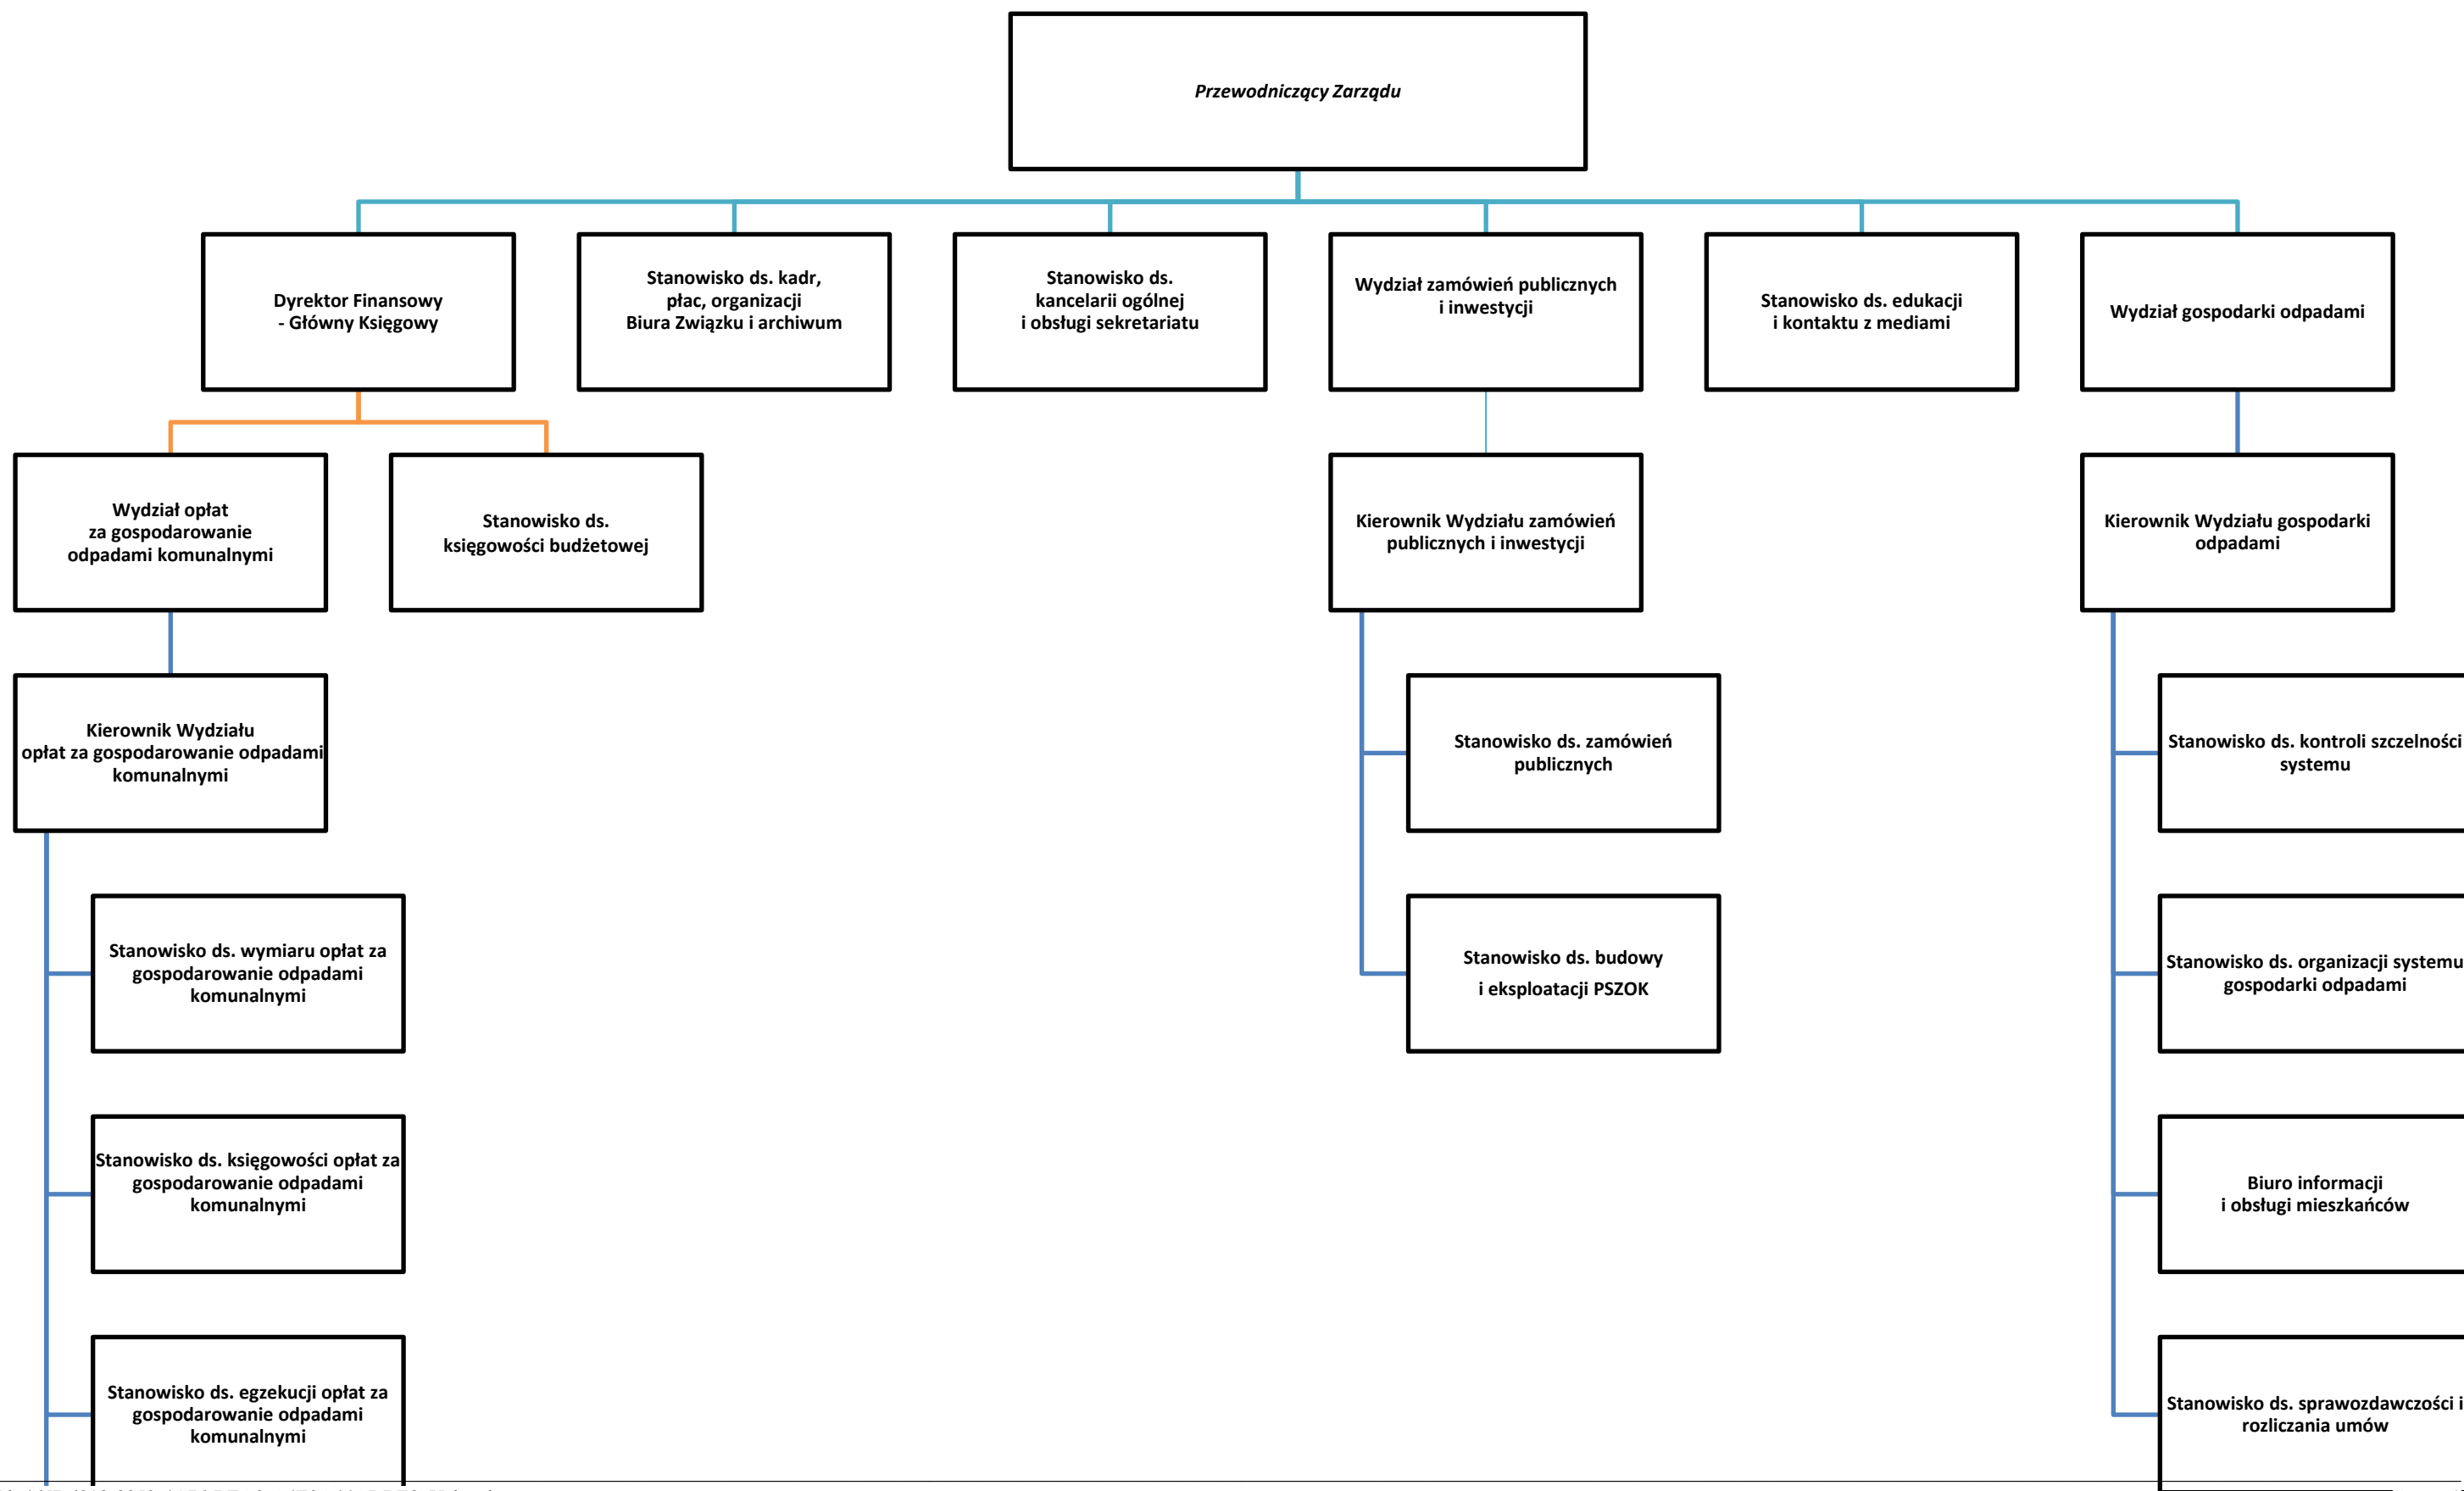 Przewodniczący Zarządu
Dyrektor Finansowy
- Główny Księgowy
Stanowisko ds. kadr,
płac, organizacji
Biura Związku i archiwum
Stanowisko ds.
kancelarii ogólnej
i obsługi sekretariatu
Wydział zamówień publicznych
i inwestycji
Stanowisko ds. edukacji
i kontaktu z mediami
Wydział gospodarki odpadami
Wydział opłat
za gospodarowanie
odpadami komunalnymi
Stanowisko ds.
księgowości budżetowej
Kierownik Wydziału zamówień
publicznych i inwestycji
Kierownik Wydziału gospodarki
odpadami
Kierownik Wydziału
opłat za gospodarowanie odpadami
komunalnymi
Stanowisko ds. zamówień
publicznych
Stanowisko ds. kontroli szczelności
systemu
Stanowisko ds. wymiaru opłat za
gospodarowanie odpadami
komunalnymi
Stanowisko ds. budowy
i eksploatacji PSZOK
Stanowisko ds. organizacji systemu
gospodarki odpadami
Stanowisko ds. księgowości opłat za
gospodarowanie odpadami
komunalnymi
Biuro informacji
i obsługi mieszkańców
Stanowisko ds. egzekucji opłat za
gospodarowanie odpadami
komunalnymi
Stanowisko ds. sprawozdawczości i
rozliczania umów